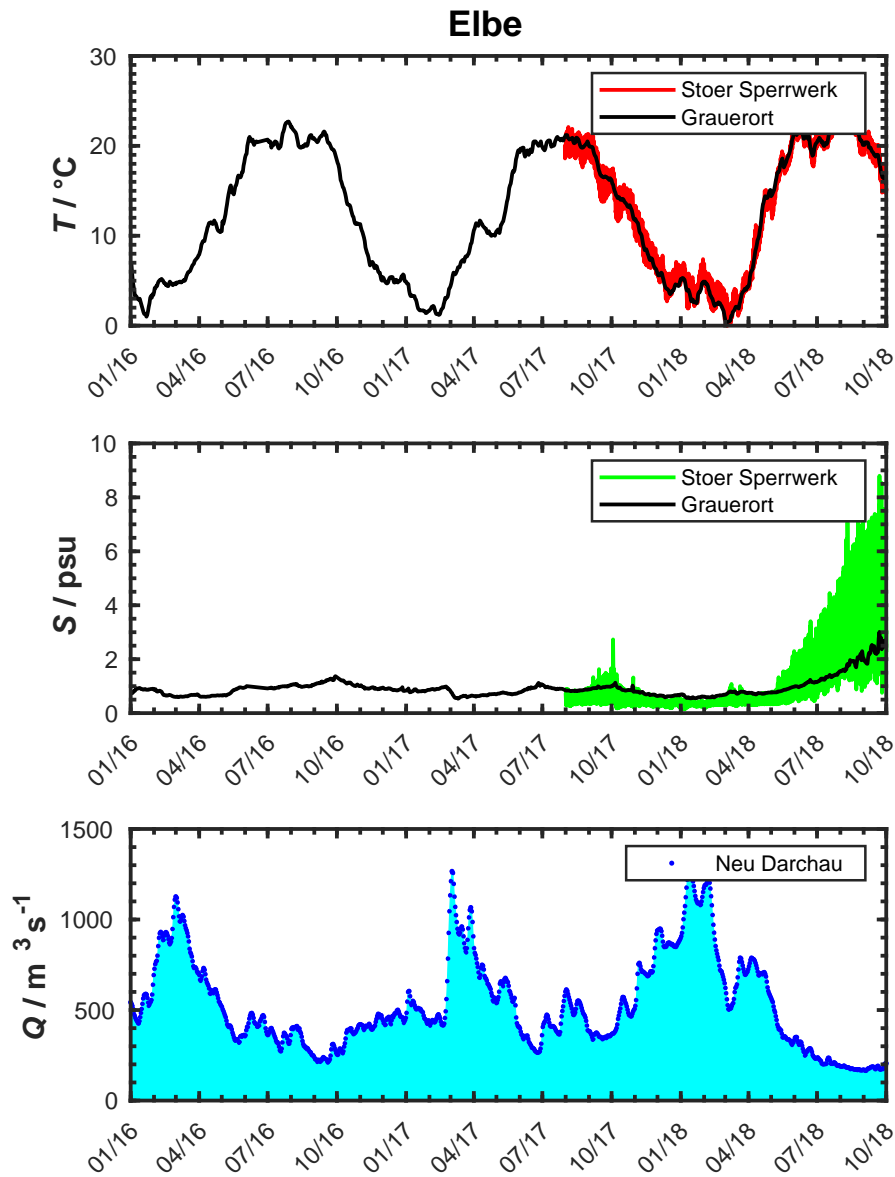 Elbe
30
20
10
0
T / °C
Stoer Sperrwerk
Grauerort
01/16 04/16 07/16 10/16 01/17 04/17 07/17 10/17 01/18 04/18 07/18 10/18
10
8
6
4
2
0
S / psu
Stoer Sperrwerk
Grauerort
01/16 04/16 07/16 10/16 01/17 04/17 07/17 10/17 01/18 04/18 07/18 10/18
1500
1000
500
0
Q / m³s⁻¹
Neu Darchau
01/16 04/16 07/16 10/16 01/17 04/17 07/17 10/17 01/18 04/18 07/18 10/18